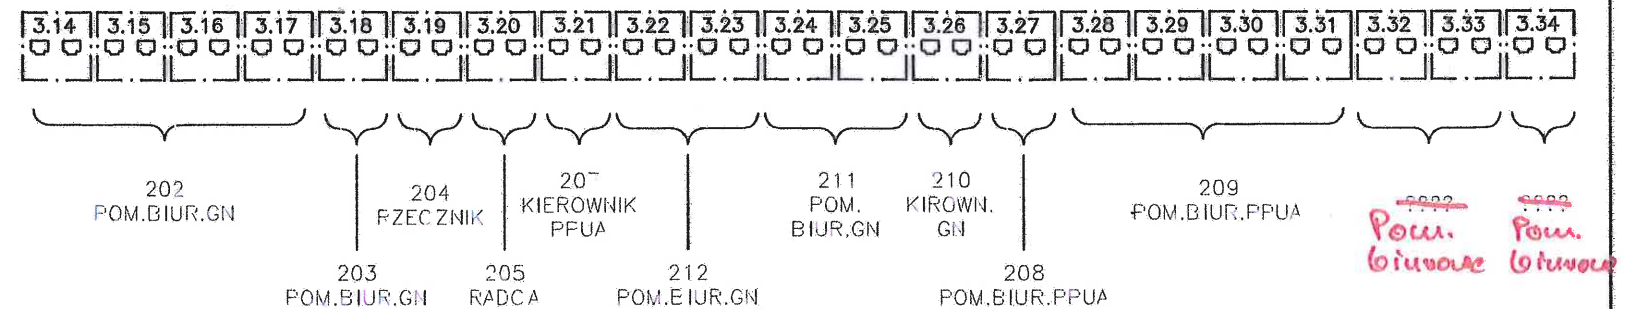 3.14 3.15 3.16 3.17 3.18 3.19 3.20 3.21 3.22 3.23 3.24 3.25 3.26 3.27 3.28 3.29 3.30 3.31 3.32 3.33 3.34
202
POM.BIUR.GN
203
POM.BIUR.GN
204
RZECZNIK
205
RADCA
207
KIEROWNIK
PPUA
212
POM.BIUR.GN
211
POM.
BIUR.GN
210
KIROWN.
GN
208
POM.BIUR.PPUA
209
POM.BIUR.PPUA
Pom.
biurowe
Pom.
biurowe